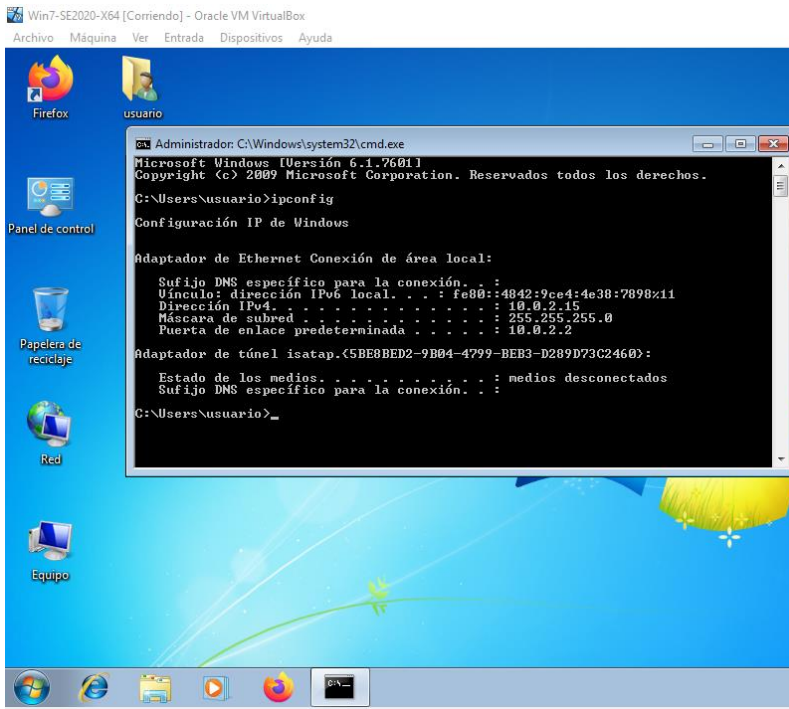 Win7-SE2020-X64 [Corriendo] - Oracle VM VirtualBox
Archivo Máquina Ver Entrada Dispositivos Ayuda
Firefox
usuario
Administrador: C:\Windows\system32\cmd.exe
Microsoft Windows [Versión 6.1.7601]
Copyright (c) 2009 Microsoft Corporation. Reservados todos los derechos.
C:\Users\usuario>ipconfig
Configuración IP de Windows
Adaptador de Ethernet Conexión de área local:
Sufijo DNS específico para la conexión. . :
Vínculo: dirección IPv6 local. . . : fe80::4842:9ce4:4e38:7898%11
Dirección IPv4. . . . . . . . . . . . . . : 10.0.2.15
Máscara de subred . . . . . . . . . . . . : 255.255.255.0
Puerta de enlace predeterminada . . . . . : 10.0.2.2
Adaptador de túnel isatap.{5BE8BED2-9B04-4799-BEB3-D289D73C2460}:
Estado de los medios. . . . . . . . . . . : medios desconectados
Sufijo DNS específico para la conexión. . :
C:\Users\usuario>_
Panel de control
Papelera de
reciclaje
Red
Equipo
C:\_